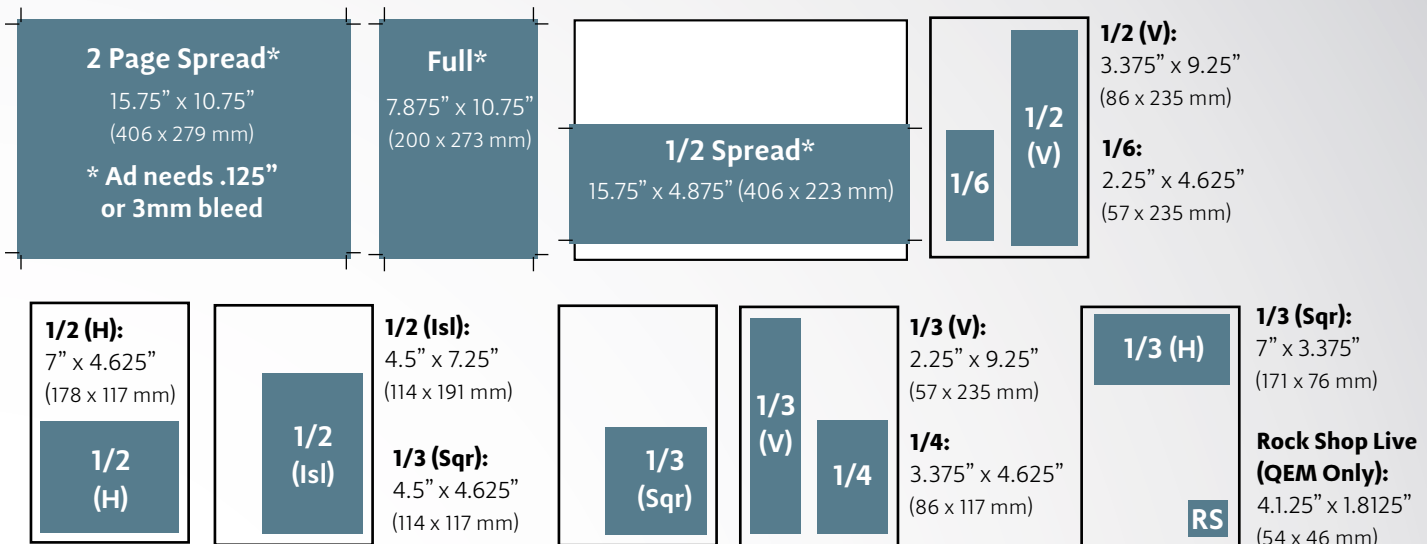 2 Page Spread*
15.75” x 10.75”
(406 x 279 mm)
* Ad needs .125”
or 3mm bleed
Full*
7.875” x 10.75”
(200 x 273 mm)
1/2 Spread*
15.75” x 4.875” (406 x 223 mm)
1/6
1/2
(V)
1/2 (V):
3.375” x 9.25”
(86 x 235 mm)
1/6:
2.25” x 4.625”
(57 x 235 mm)
1/2 (H):
7” x 4.625”
(178 x 117 mm)
1/2
(H)
1/2
(Isl)
1/2 (Isl):
4.5” x 7.25”
(114 x 191 mm)
1/3 (Sqr):
4.5” x 4.625”
(114 x 117 mm)
1/3
(Sqr)
1/3
(V)
1/4
1/3 (V):
2.25” x 9.25”
(57 x 235 mm)
1/4:
3.375” x 4.625”
(86 x 117 mm)
1/3 (H)
RS
1/3 (Sqr):
7” x 3.375”
(171 x 76 mm)
Rock Shop Live
(QEM Only):
4.1.25” x 1.8125”
(54 x 46 mm)